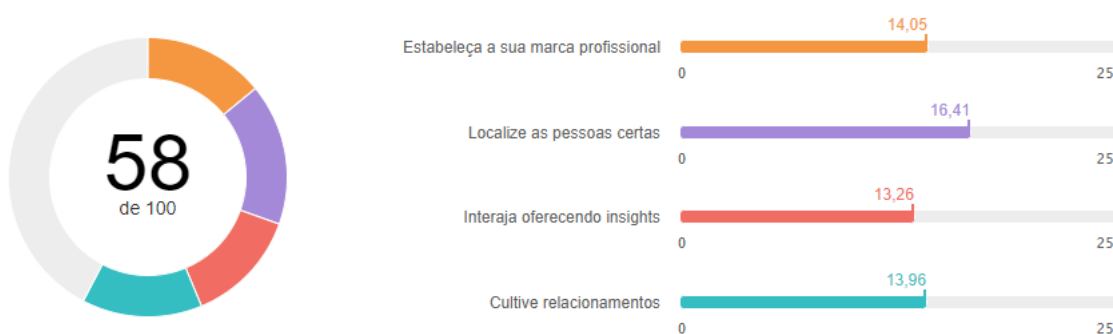 58
de 100
14,05
Estabeleça a sua marca profissional
0 25
16,41
Localize as pessoas certas
0 25
13,26
Interaja oferecendo insights
0 25
13,96
Cultive relacionamentos
0 25